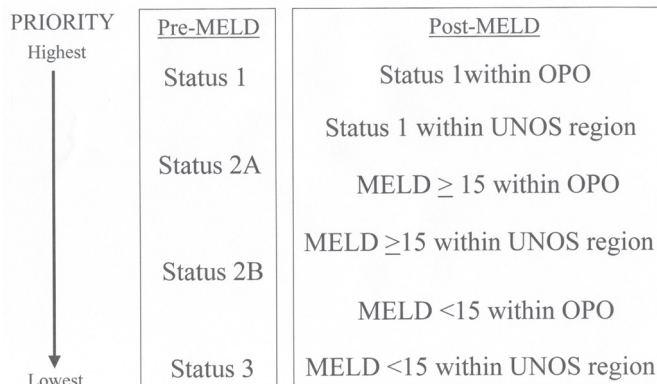 PRIORITY
Highest
Lowest
Pre-MELD
Status 1
Status 2A
Status 2B
Status 3
Post-MELD
Status 1within OPO
Status 1 within UNOS region
MELD ≥ 15 within OPO
MELD ≥15 within UNOS region
MELD <15 within OPO
MELD <15 within UNOS region